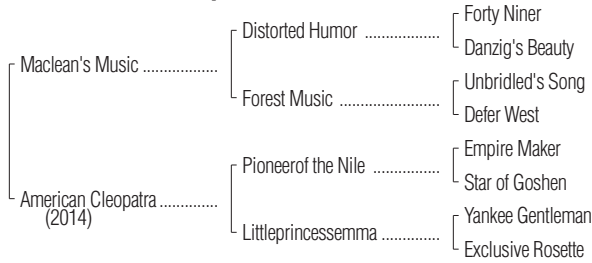 Forty Niner
Distorted Humor ..................
Danzig's Beauty
Maclean's Music .................
Unbridled's Song
Forest Music .......................
Defer West
Empire Maker
Pioneerof the Nile ................
Star of Goshen
American Cleopatra .............
(2014)
Yankee Gentleman
Littleprincessemma .............
Exclusive Rosette